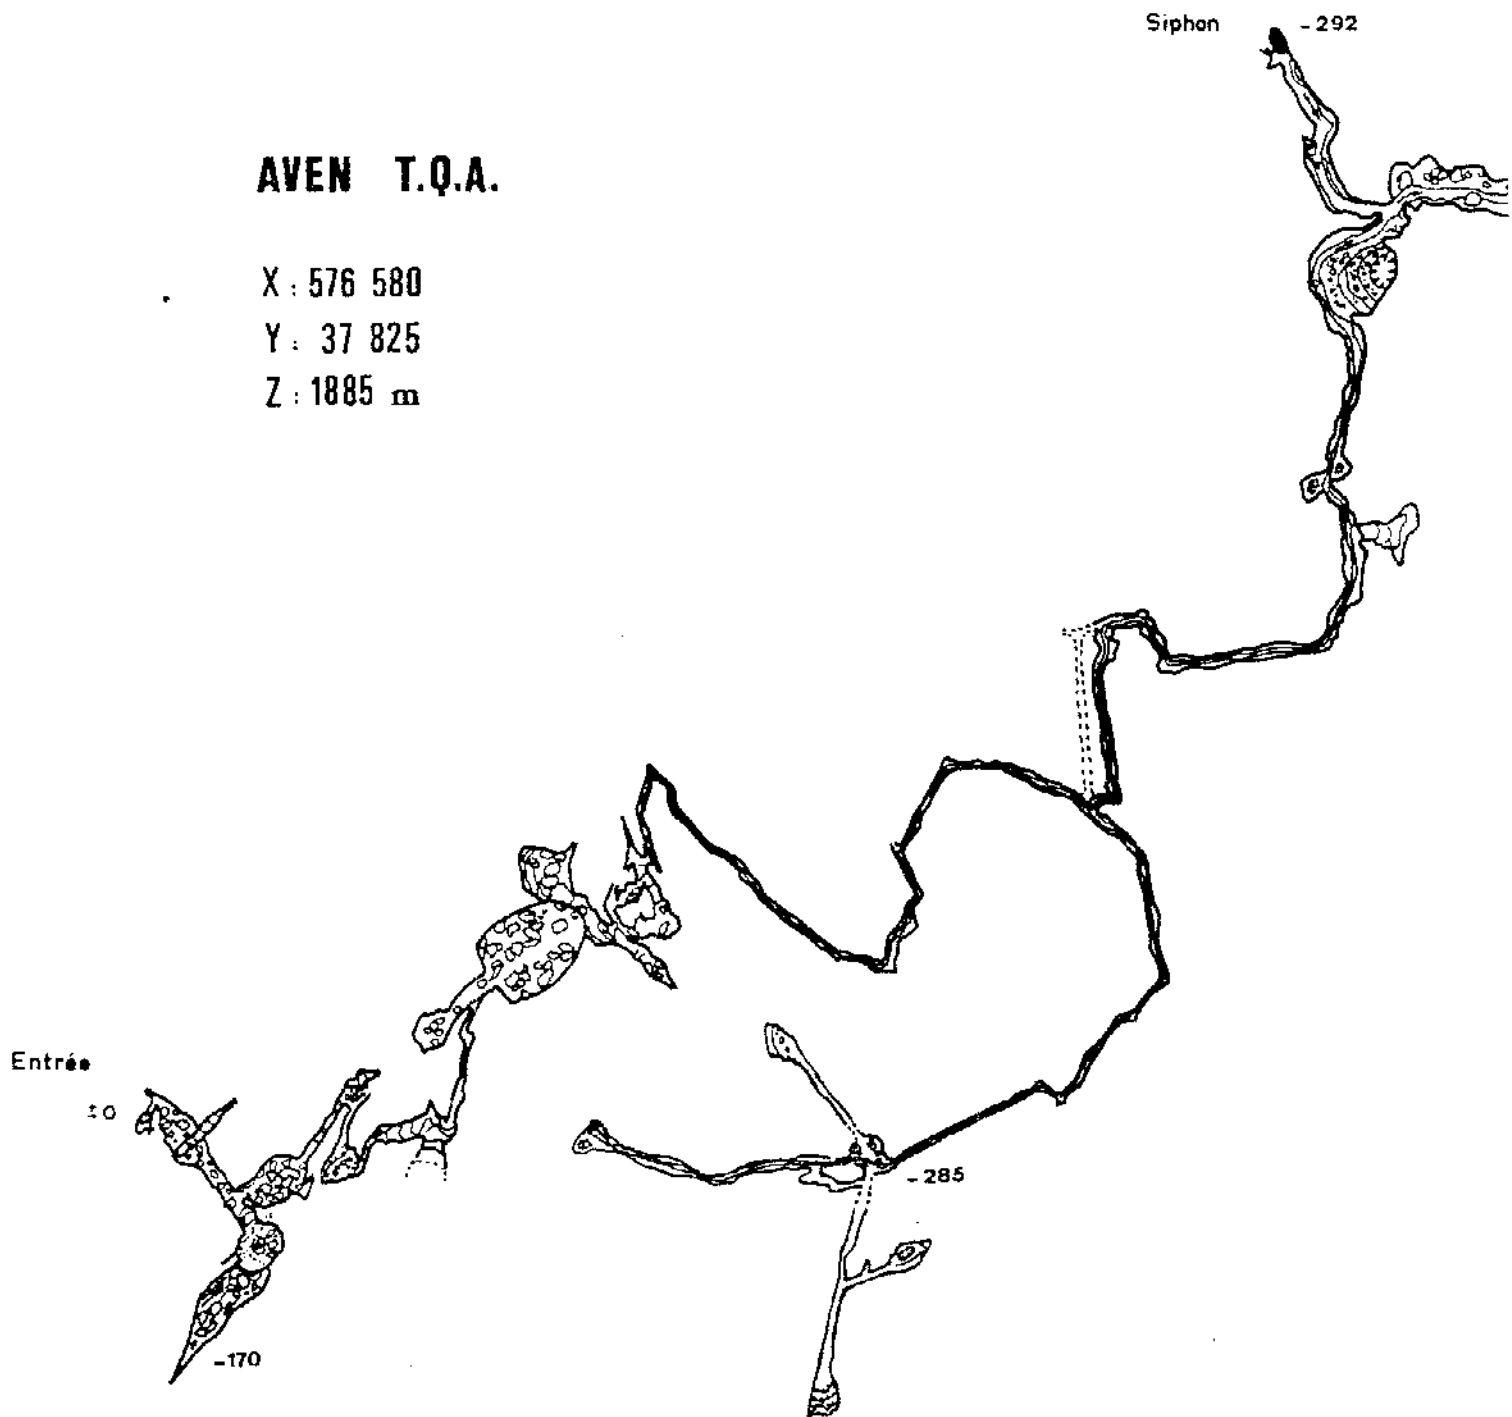 Siphon -292
AVEN T.Q.A.
X : 576 580
Y : 37 825
Z : 1885 m
Entrée
±0
-285
-170